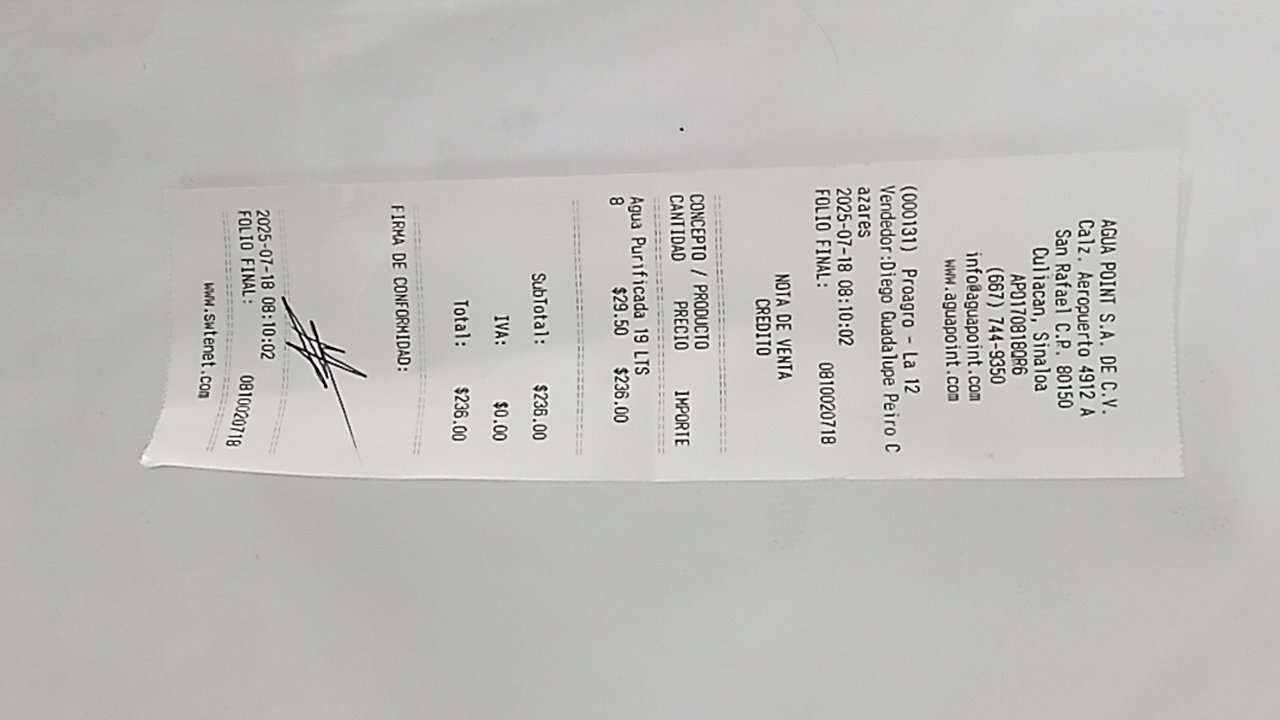 AGUA POINT S.A. DE C.V.
Calz. Aeropuerto 4912 A
San Rafael C.P. 80150
Culiacan, Sinaloa
APO170818QR6
(667) 744-9350
info@aguapoint.com
www.aguapoint.com
(000131) Proagro - La 12
Vendedor:Diego Guadalupe Peiro C
azares
2025-07-18 08:10:02
FOLIO FINAL: 0810020718
NOTA DE VENTA
CREDITO
CONCEPTO / PRODUCTO
CANTIDAD PRECIO IMPORTE
Agua Purificada 19 LTS
8 $29.50 $236.00
SubTotal: $236.00
IVA: $0.00
Total: $236.00
FIRMA DE CONFORMIDAD:
2025-07-18 08:10:02
FOLIO FINAL: 0810020718
www.swtenet.com